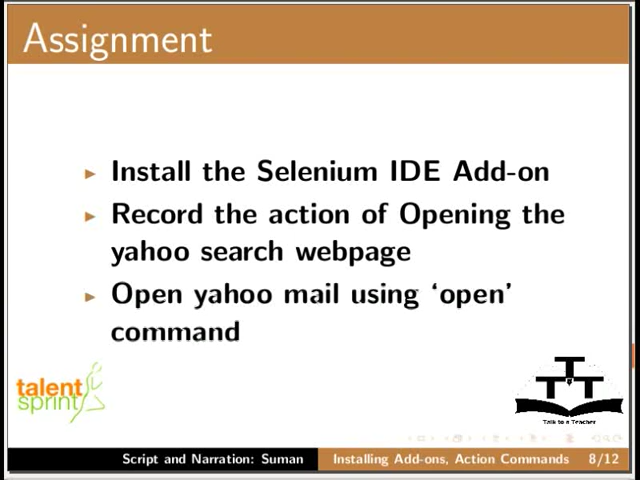 Assignment
Install the Selenium IDE Add-on
Record the action of Opening the
yahoo search webpage
Open yahoo mail using ‘open’
command
talent
sprint
T
T T
Talk to a Teacher
Script and Narration: Suman
Installing Add-ons, Action Commands 8/12